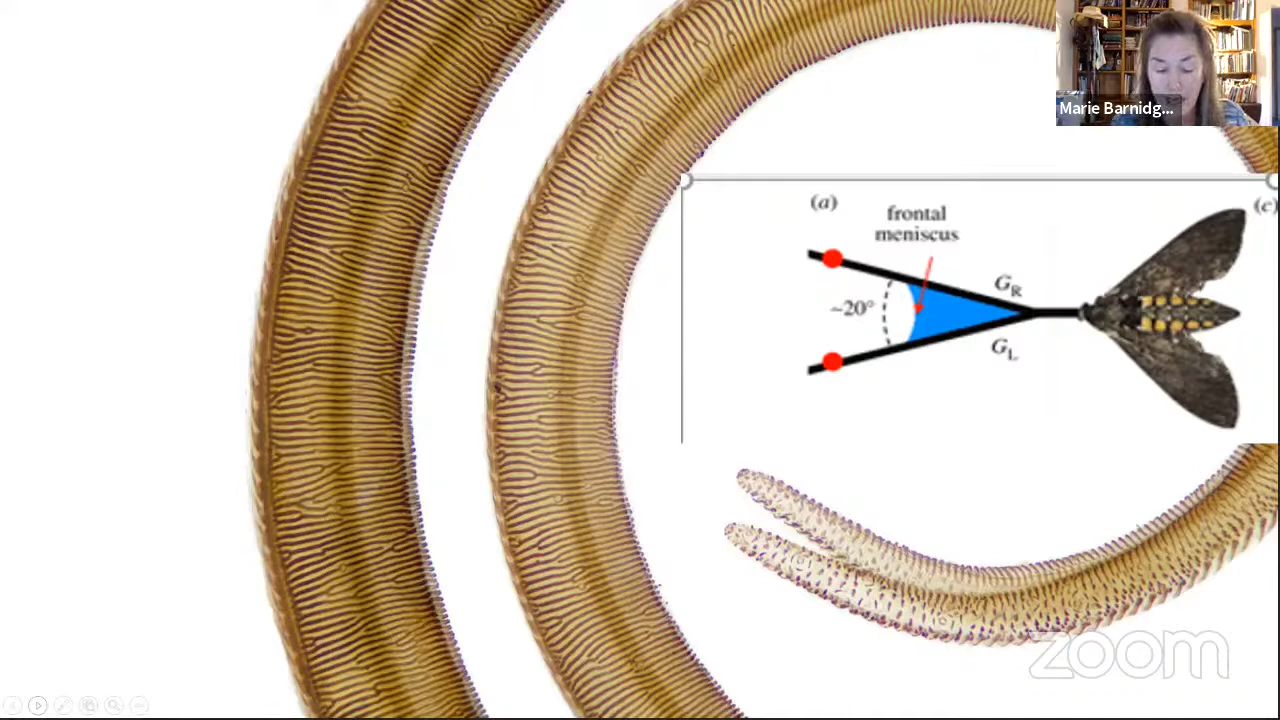 Marie Barnidg...
(a)
(c)
frontal
meniscus
G_R
~20°
G_L
zoom